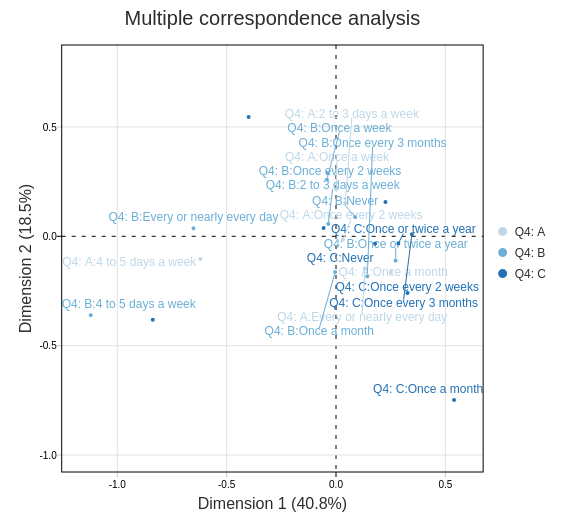 Multiple correspondence analysis
Q4: A:2 to 3 days a week
Q4: B:Once a week
Q4: B:Once every 3 months
Q4: A:Once a week
Q4: B:Once every 2 weeks
Q4: B:2 to 3 days a week
Q4: B:Never
Q4: B:Every or nearly every day
Q4: A:Once every 2 weeks
Q4: C:Once or twice a year
Q4: B:Once or twice a year
Q4: C:Never
Q4: A:4 to 5 days a week
Q4: A:Once a month
Q4: C:Once every 2 weeks
Q4: B:4 to 5 days a week
Q4: C:Once every 3 months
Q4: A:Every or nearly every day
Q4: B:Once a month
Q4: C:Once a month
0.5
0.0
-0.5
-1.0
-1.0
-0.5
0.0
0.5
Dimension 1 (40.8%)
Dimension 2 (18.5%)
Q4: A
Q4: B
Q4: C